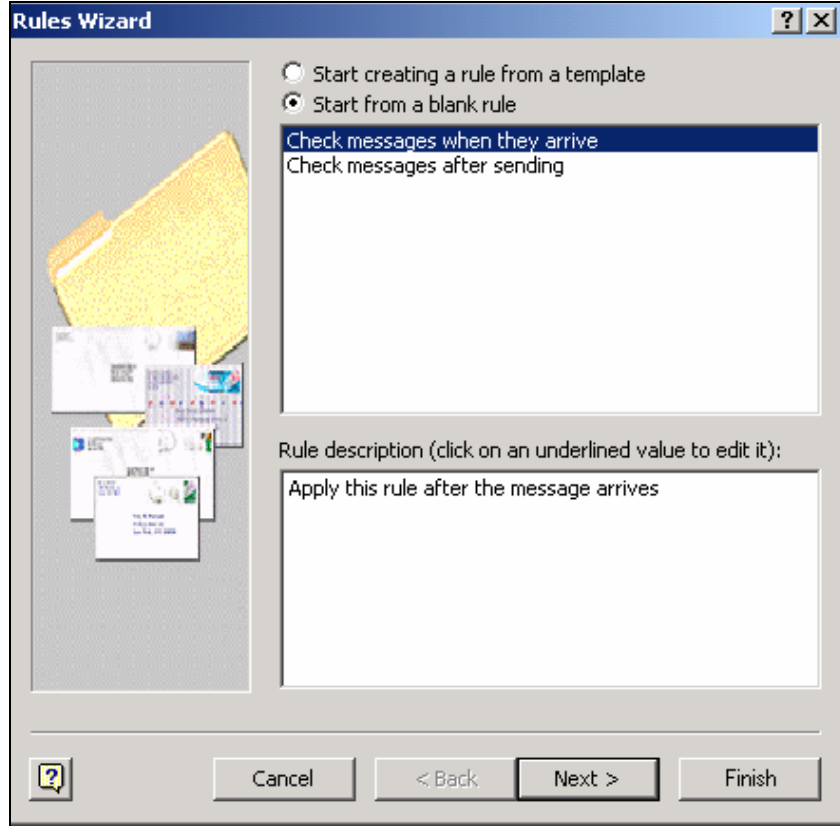 Rules Wizard
Start creating a rule from a template
Start from a blank rule
Check messages when they arrive
Check messages after sending
Rule description (click on an underlined value to edit it):
Apply this rule after the message arrives
Cancel
< Back
Next >
Finish